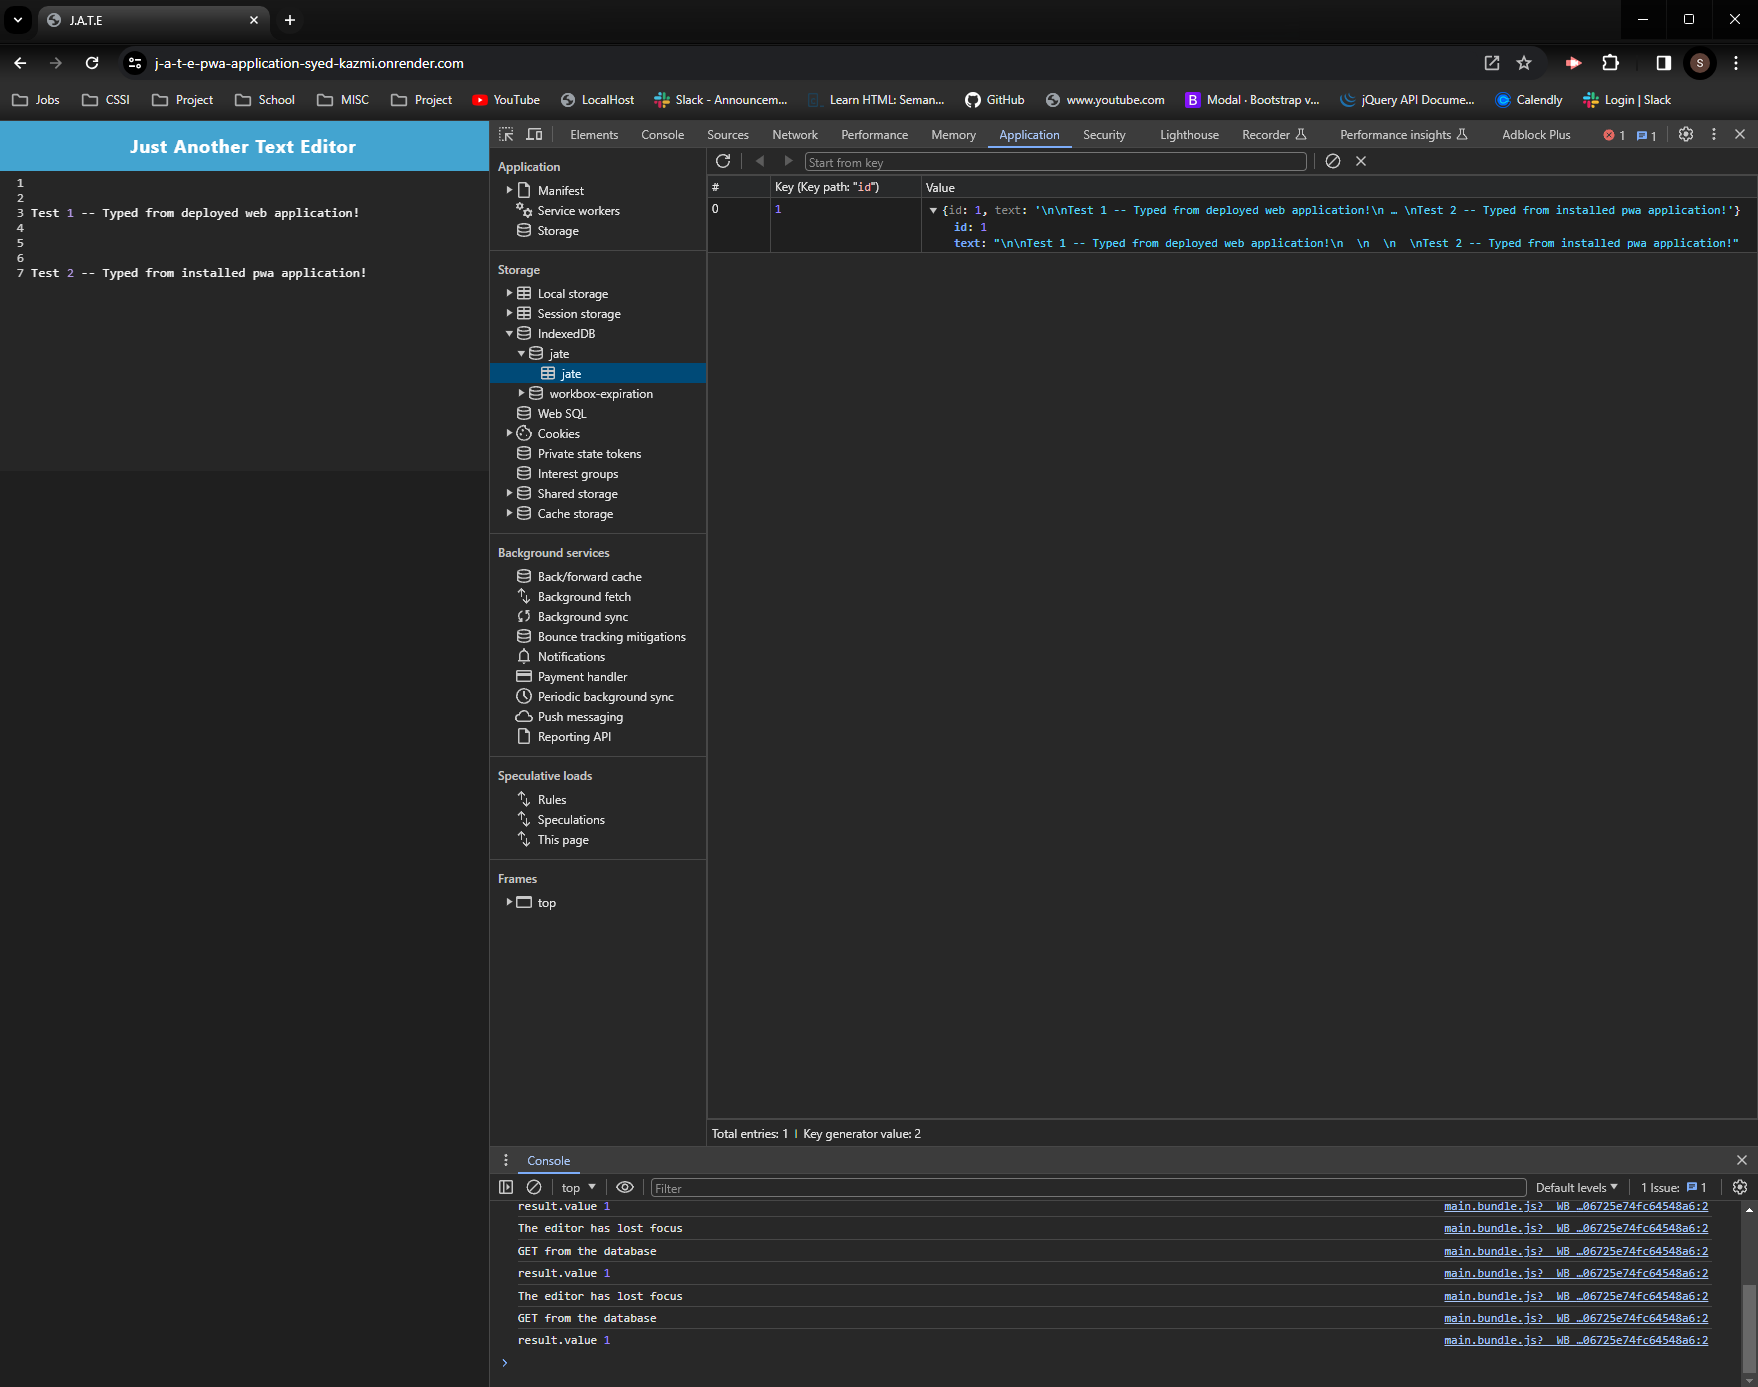 J.A.T.E
j-a-t-e-pwa-application-syed-kazmi.onrender.com
S
Jobs CSSI Project School MISC Project YouTube LocalHost Slack - Announcem... Learn HTML: Seman... GitHub www.youtube.com Modal · Bootstrap v... jQuery API Docume... Calendly Login | Slack
Just Another Text Editor
1
2
3 Test 1 -- Typed from deployed web application!
4
5
6
7 Test 2 -- Typed from installed pwa application!
Elements Console Sources Network Performance Memory Application Security Lighthouse Recorder Performance insights Adblock Plus 1 1
Application
Manifest
Service workers
Storage
Storage
Local storage
Session storage
IndexedDB
jate
jate
workbox-expiration
Web SQL
Cookies
Private state tokens
Interest groups
Shared storage
Cache storage
Background services
Back/forward cache
Background fetch
Background sync
Bounce tracking mitigations
Notifications
Payment handler
Periodic background sync
Push messaging
Reporting API
Speculative loads
Rules
Speculations
This page
Frames
top
Start from key
# Key (Key path: "id") Value
0 1 {id: 1, text: '\n\nTest 1 -- Typed from deployed web application!\n … \nTest 2 -- Typed from installed pwa application!'}
id: 1
text: "\n\nTest 1 -- Typed from deployed web application!\n  \n  \n  \nTest 2 -- Typed from installed pwa application!"
Total entries: 1 Key generator value: 2
Console
top Filter Default levels 1 Issue: 1
result.value 1 main.bundle.js?__WB_…06725e74fc64548a6:2
The editor has lost focus main.bundle.js?__WB_…06725e74fc64548a6:2
GET from the database main.bundle.js?__WB_…06725e74fc64548a6:2
result.value 1 main.bundle.js?__WB_…06725e74fc64548a6:2
The editor has lost focus main.bundle.js?__WB_…06725e74fc64548a6:2
GET from the database main.bundle.js?__WB_…06725e74fc64548a6:2
result.value 1 main.bundle.js?__WB_…06725e74fc64548a6:2